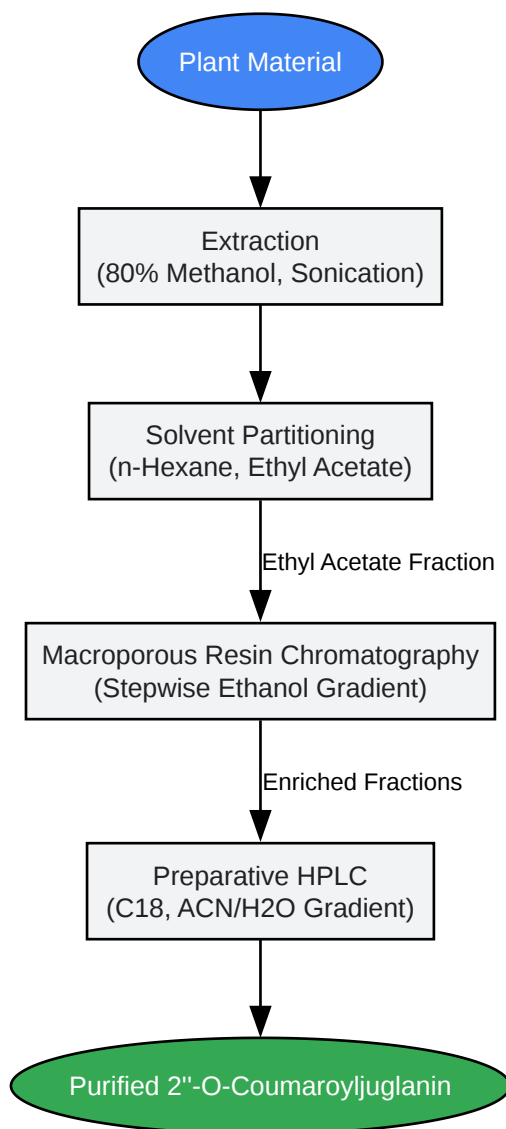 Plant Material
Extraction
(80% Methanol, Sonication)
Solvent Partitioning
(n-Hexane, Ethyl Acetate)
Ethyl Acetate Fraction
Macroporous Resin Chromatography
(Stepwise Ethanol Gradient)
Enriched Fractions
Preparative HPLC
(C18, ACN/H2O Gradient)
Purified 2''-O-Coumaroyljuglanin